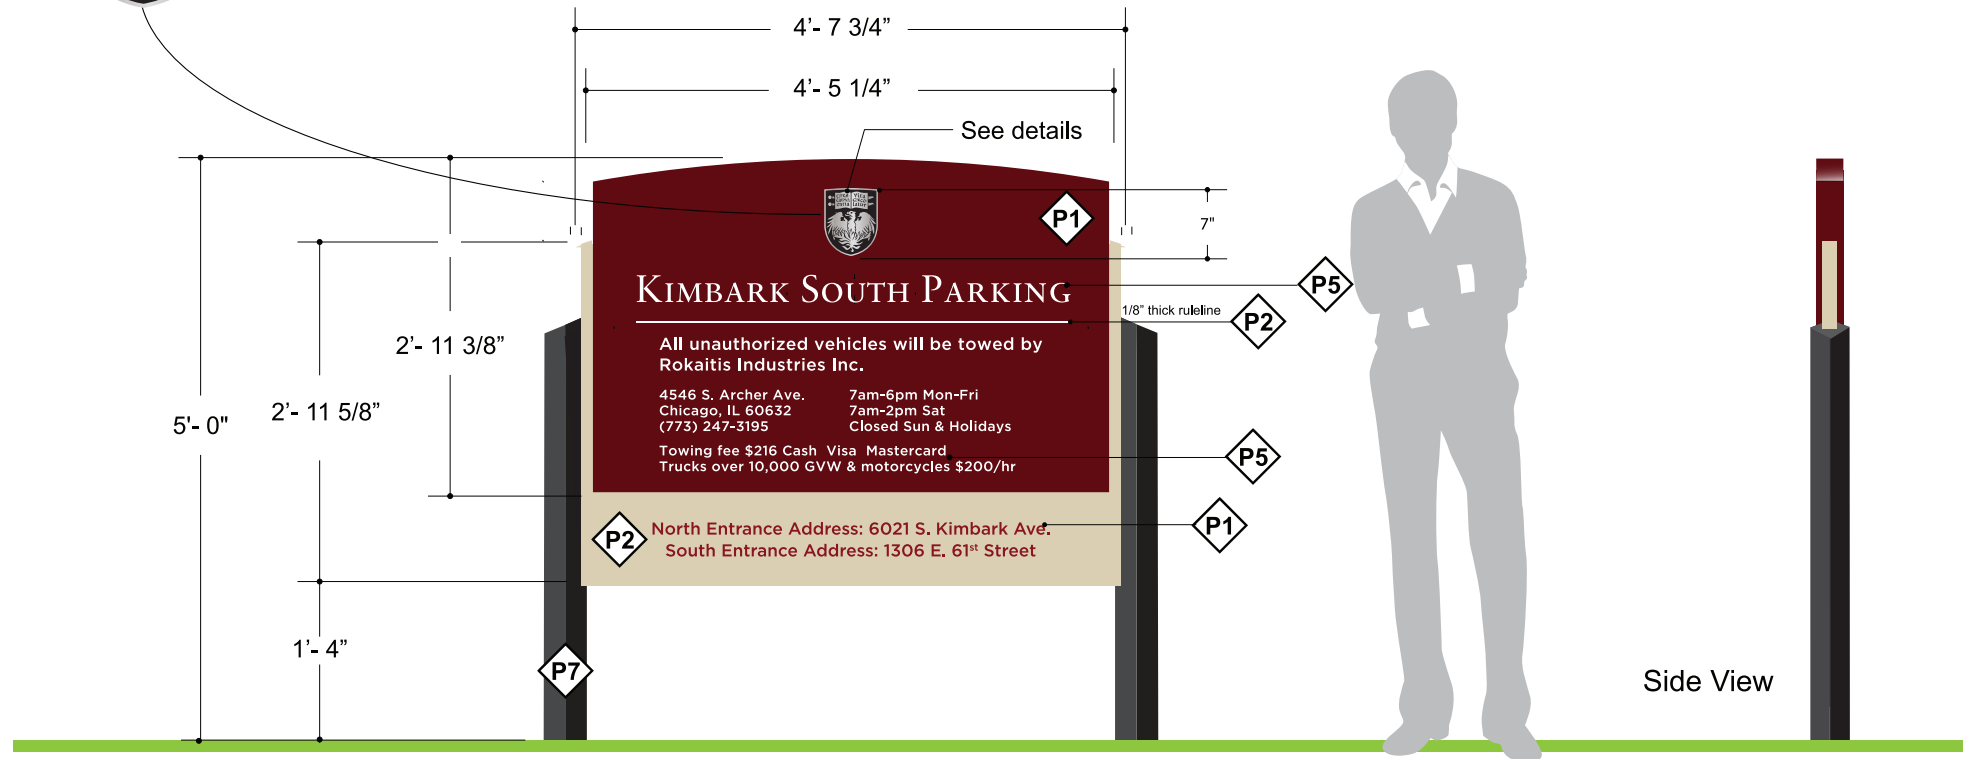 4'- 7 3/4”
4'- 5 1/4”
See details
P1
7"
KIMBARK SOUTH PARKING
P5
1/8” thick ruleline
P2
2'- 11 3/8”
All unauthorized vehicles will be towed by
Rokaitis Industries Inc.
4546 S. Archer Ave. 7am-6pm Mon-Fri
Chicago, IL 60632 7am-2pm Sat
(773) 247-3195 Closed Sun & Holidays
5'- 0"
2'- 11 5/8”
Towing fee $216 Cash Visa Mastercard
Trucks over 10,000 GVW & motorcycles $200/hr
P5
P2
North Entrance Address: 6021 S. Kimbark Ave.
South Entrance Address: 1306 E. 61st Street
P1
1'- 4”
P7
Side View